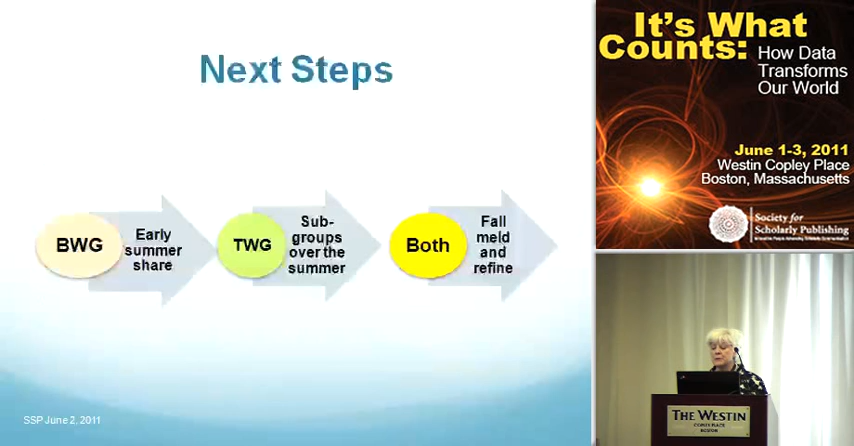 Next Steps
BWG
Early
summer
share
TWG
Sub-
groups
over the
summer
Both
Fall
meld
and
refine
SSP June 2, 2011
It's What
Counts:
How Data
Transforms
Our World
June 1-3, 2011
Westin Copley Place
Boston, Massachusetts
Society for
Scholarly Publishing
THE WESTIN
COPLEY PLACE
BOSTON